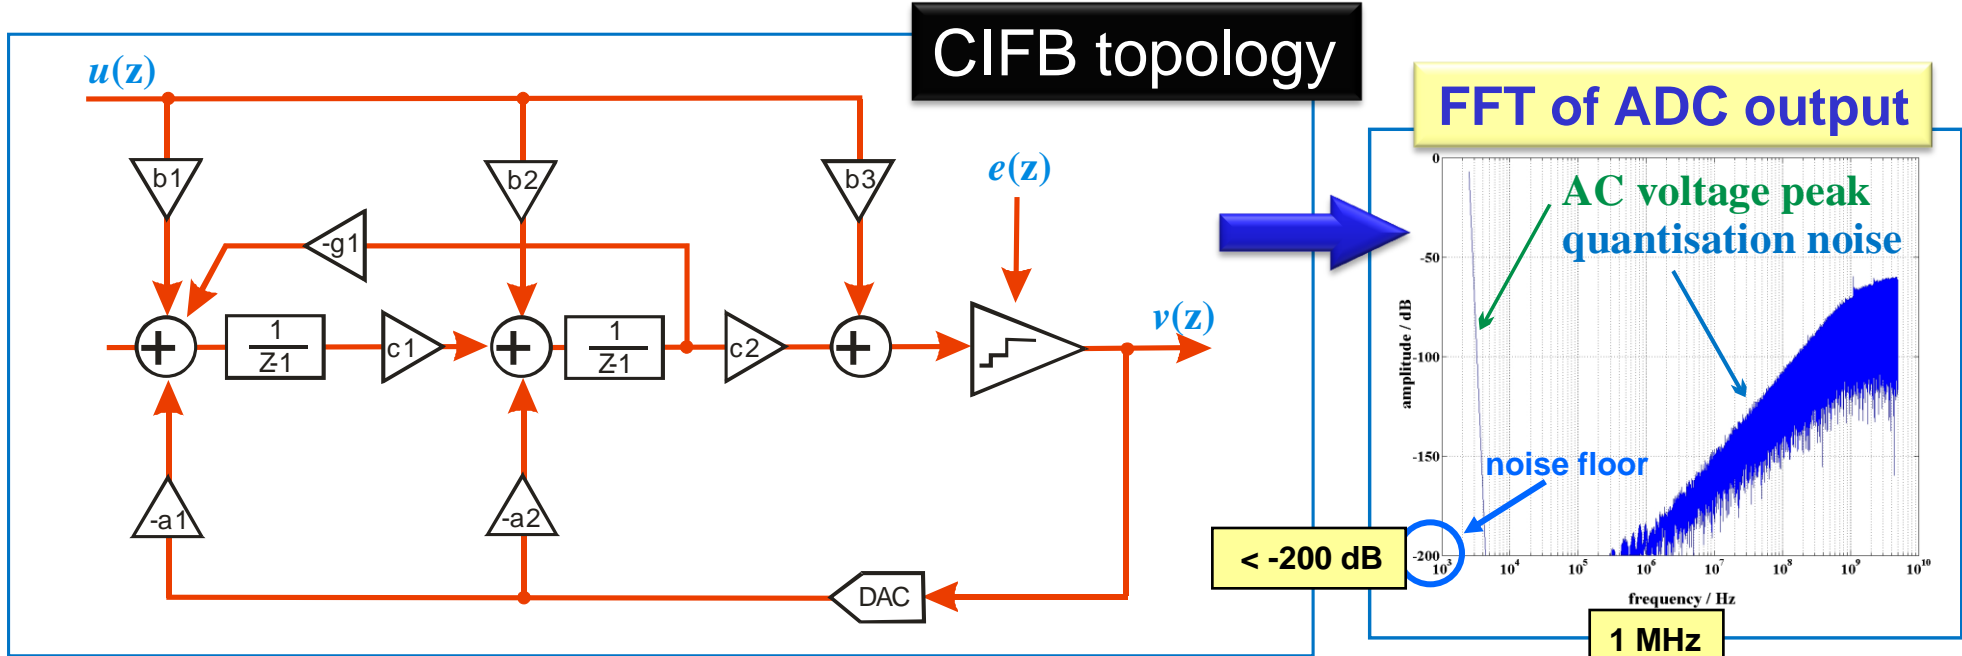 CIFB topology
u(z)
b1
b2
b3
e(z)
-g1
+
1
Z-1
c1
+
1
Z-1
c2
+
v(z)
-a1
-a2
DAC
FFT of ADC output
0
-50
-100
-150
-200
amplitude / dB
AC voltage peak
quantisation noise
noise floor
< -200 dB
10³ 10⁴ 10⁵ 10⁶ 10⁷ 10⁸ 10⁹ 10¹⁰
frequency / Hz
1 MHz